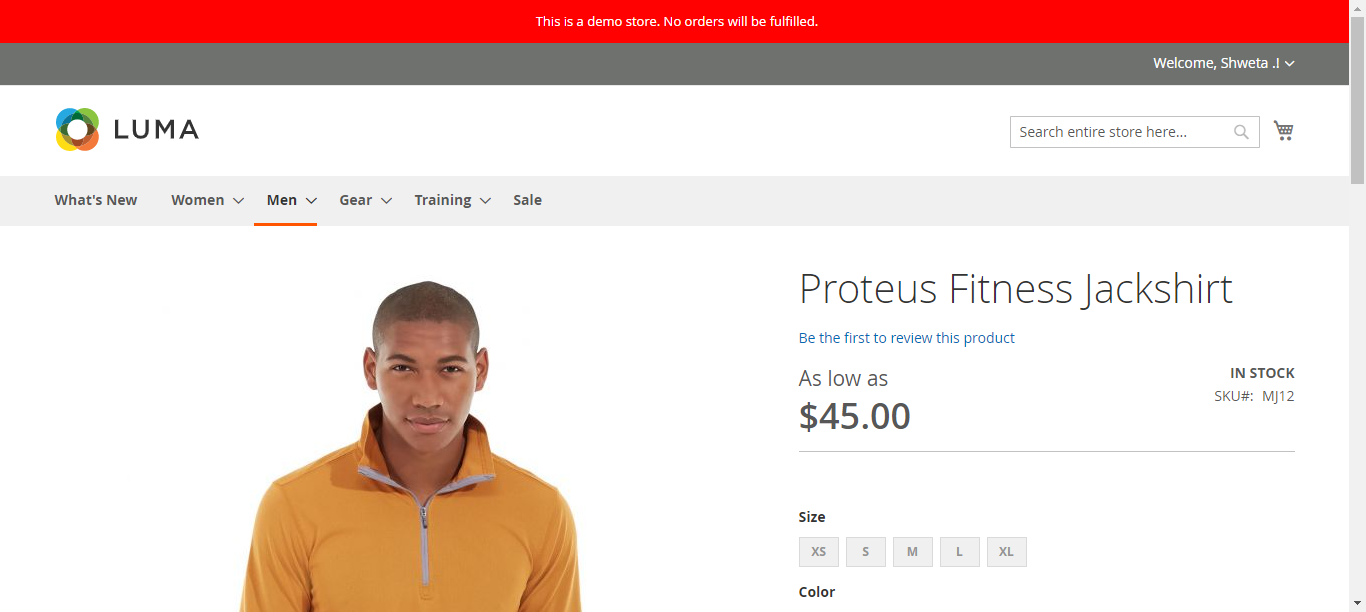 This is a demo store. No orders will be fulfilled.
Welcome, Shweta .!
LUMA
Search entire store here...
What's New Women Men Gear Training Sale
Proteus Fitness Jackshirt
Be the first to review this product
As low as
IN STOCK
$45.00
SKU#: MJ12
Size
XS S M L XL
Color